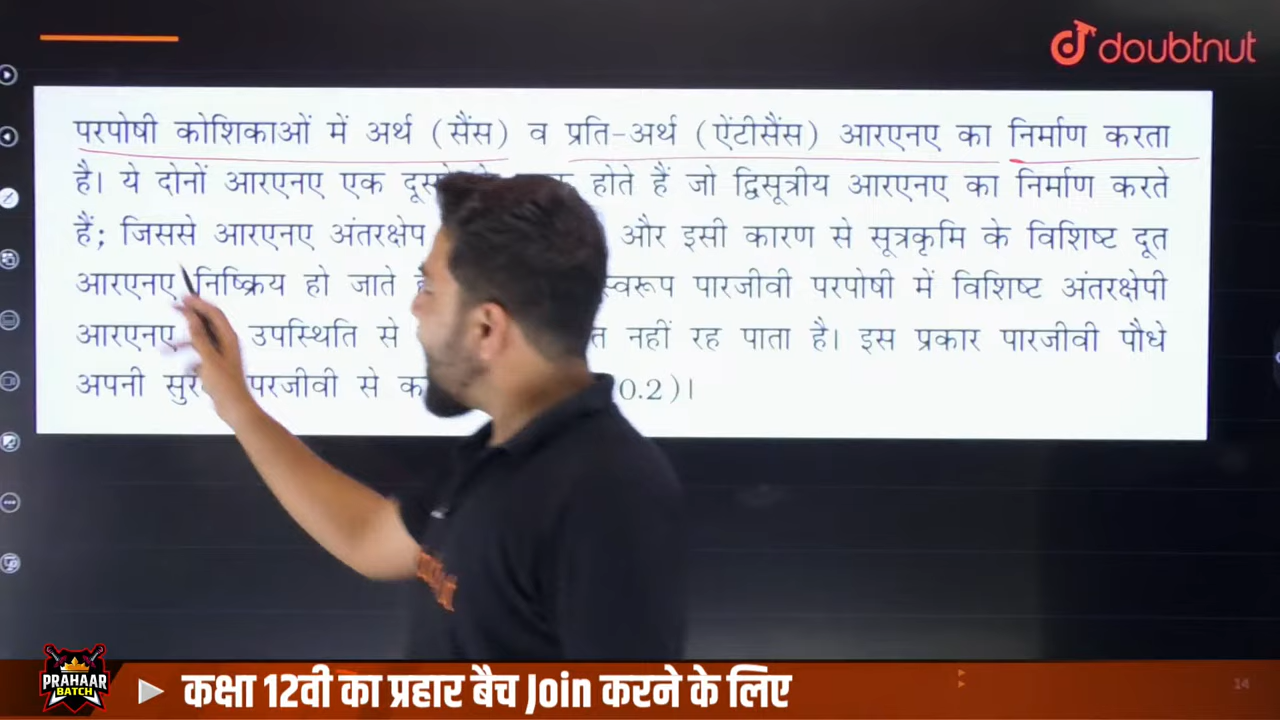 doubtnut
परपोषी कोशिकाओं में अर्थ (सैंस) व प्रति-अर्थ (ऐंटीसैंस) आरएनए का निर्माण करता
है। ये दोनों आरएनए एक होते हैं जो द्विसूत्रीय आरएनए का निर्माण करते
हैं; जिससे आरएनए अंतरक्षेप और इसी कारण से सूत्रकृमि के विशिष्ट दूत
आरएनए निष्क्रिय हो जाते पारजीवी परपोषी में विशिष्ट अंतरक्षेपी
आरएनए उपस्थिति से नहीं रह पाता है। इस प्रकार पारजीवी पौधे
अपनी परजीवी से 0.2)।
PRAHAAR
BATCH
कक्षा 12वी का प्रहार बैच Join करने के लिए
14